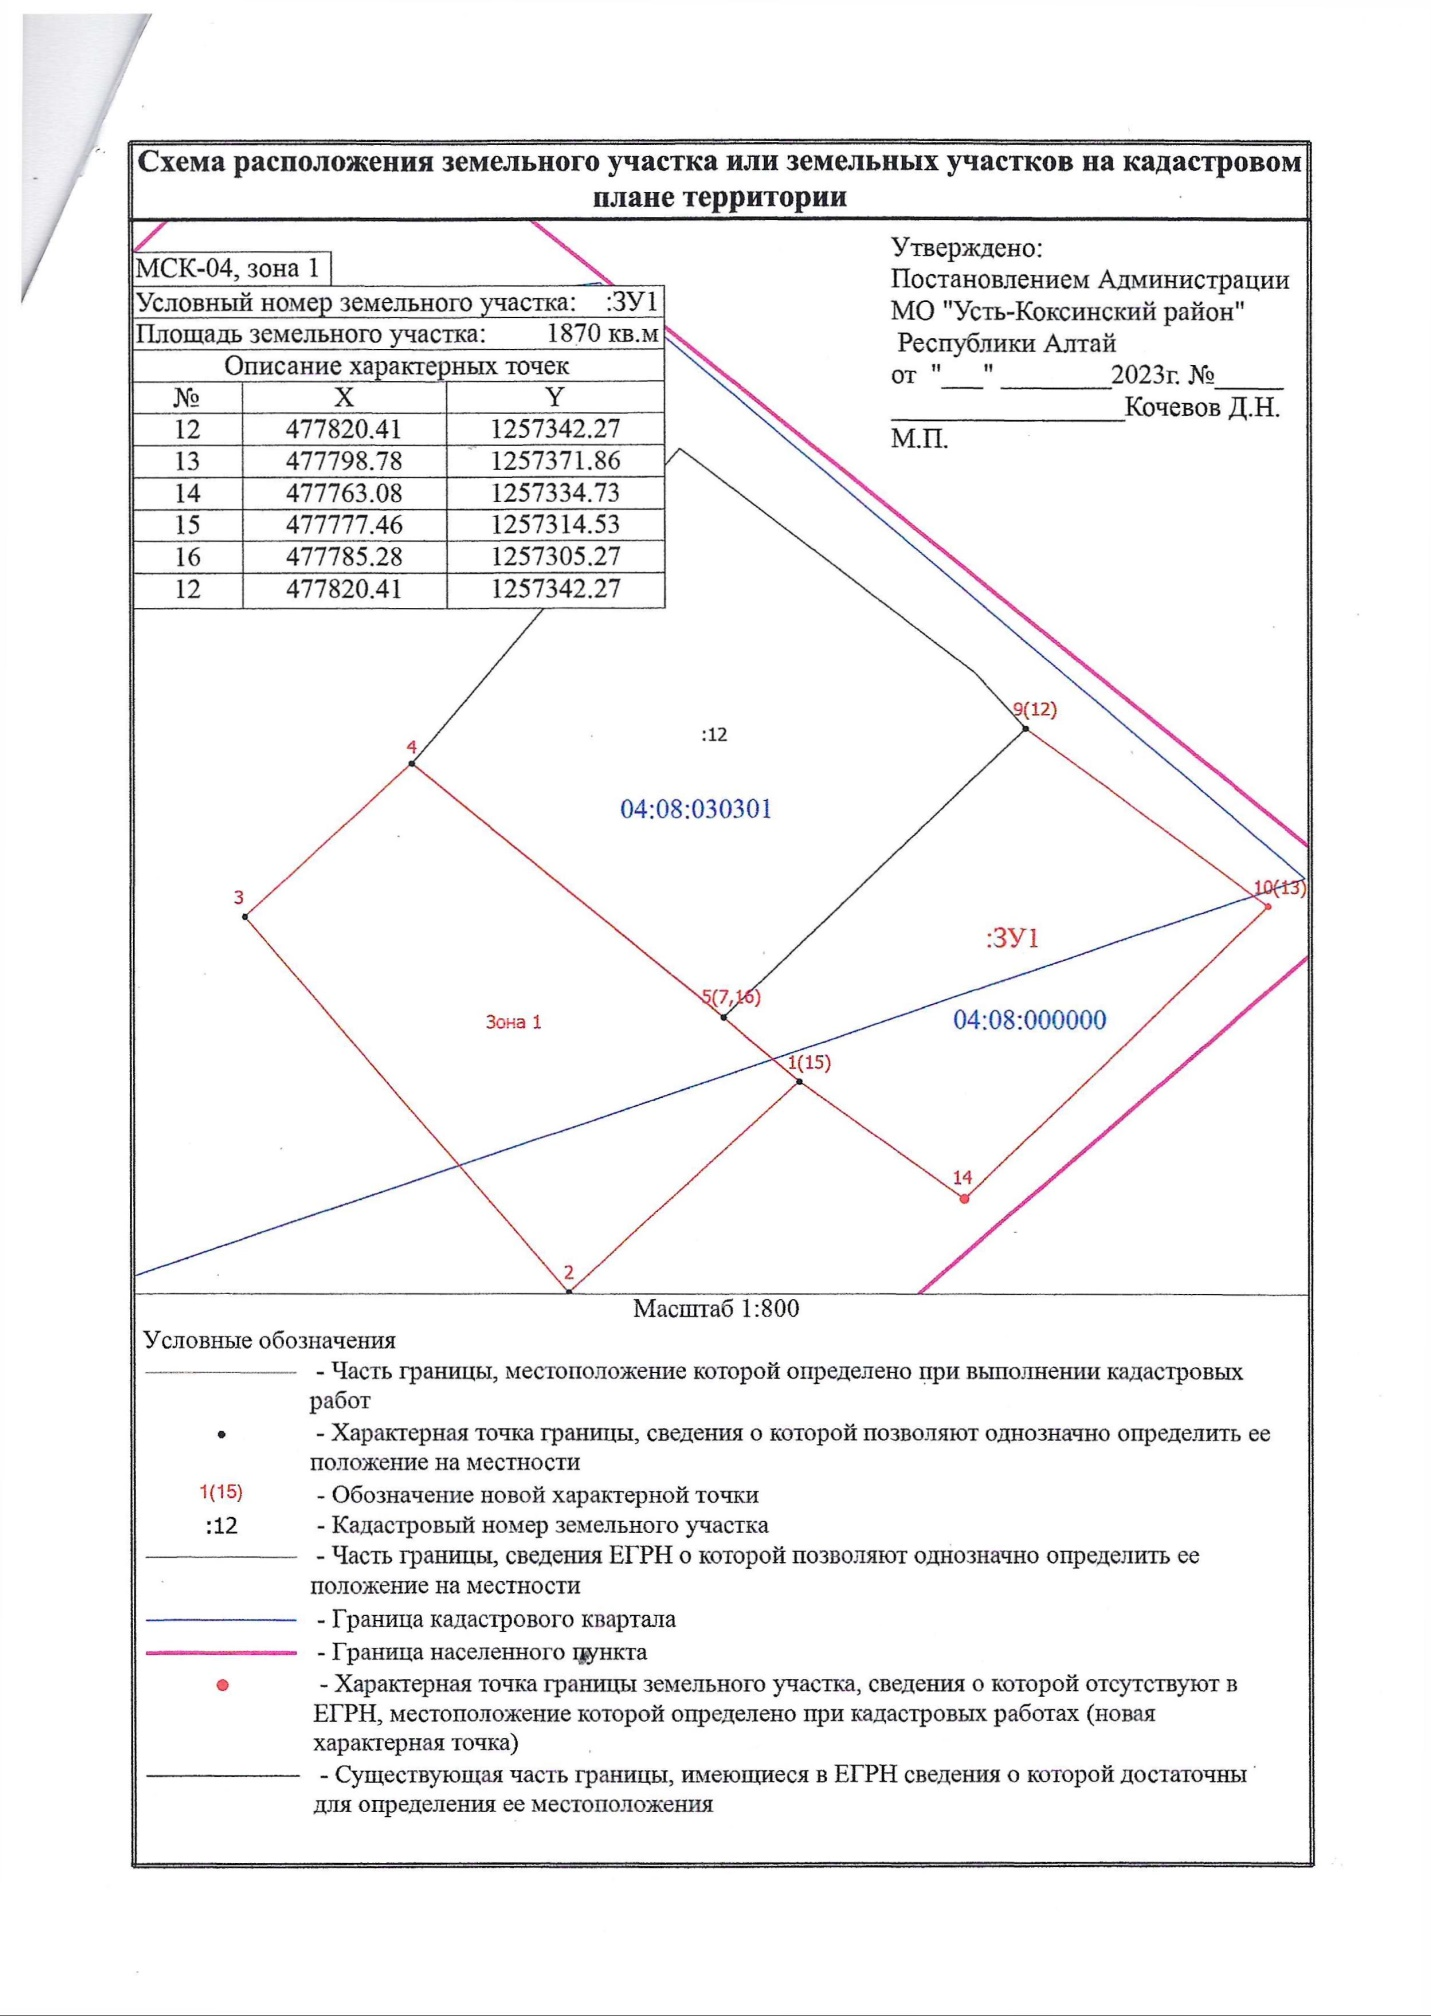 Схема расположения земельного участка или земельных участков на кадастровом
плане территории
МСК-04, зона 1
Условный номер земельного участка: :ЗУ1
Площадь земельного участка: 1870 кв.м
Описание характерных точек
№ X Y
12 477820.41 1257342.27
13 477798.78 1257371.86
14 477763.08 1257334.73
15 477777.46 1257314.53
16 477785.28 1257305.27
12 477820.41 1257342.27
Утверждено:
Постановлением Администрации
МО "Усть-Коксинский район"
Республики Алтай
от "___" ________2023г. №_____
_________________Кочевов Д.Н.
М.П.
9(12)
:12
4
04:08:030301
10(13)
3
:ЗУ1
5(7,16)
Зона 1
04:08:000000
1(15)
14
2
Масштаб 1:800
Условные обозначения
- Часть границы, местоположение которой определено при выполнении кадастровых
работ
- Характерная точка границы, сведения о которой позволяют однозначно определить ее
положение на местности
1(15) - Обозначение новой характерной точки
:12 - Кадастровый номер земельного участка
- Часть границы, сведения ЕГРН о которой позволяют однозначно определить ее
положение на местности
- Граница кадастрового квартала
- Граница населенного пункта
- Характерная точка границы земельного участка, сведения о которой отсутствуют в
ЕГРН, местоположение которой определено при кадастровых работах (новая
характерная точка)
- Существующая часть границы, имеющиеся в ЕГРН сведения о которой достаточны
для определения ее местоположения